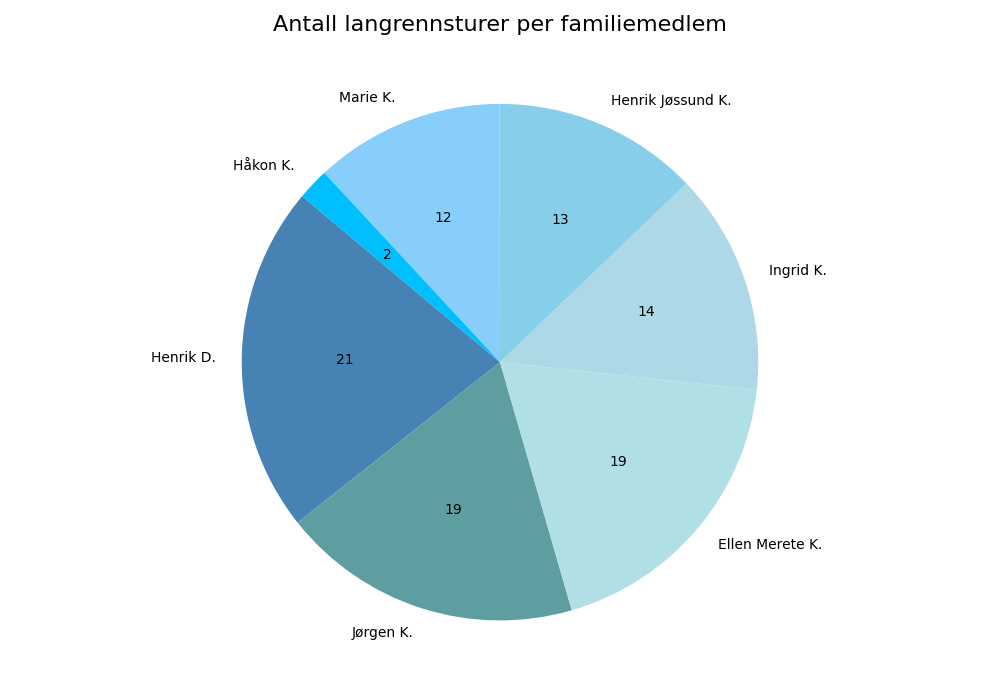 Antall langrennsturer per familiemedlem
Marie K.
Henrik Jøssund K.
Håkon K.
12
13
2
Ingrid K.
14
Henrik D.
21
19
19
Ellen Merete K.
Jørgen K.